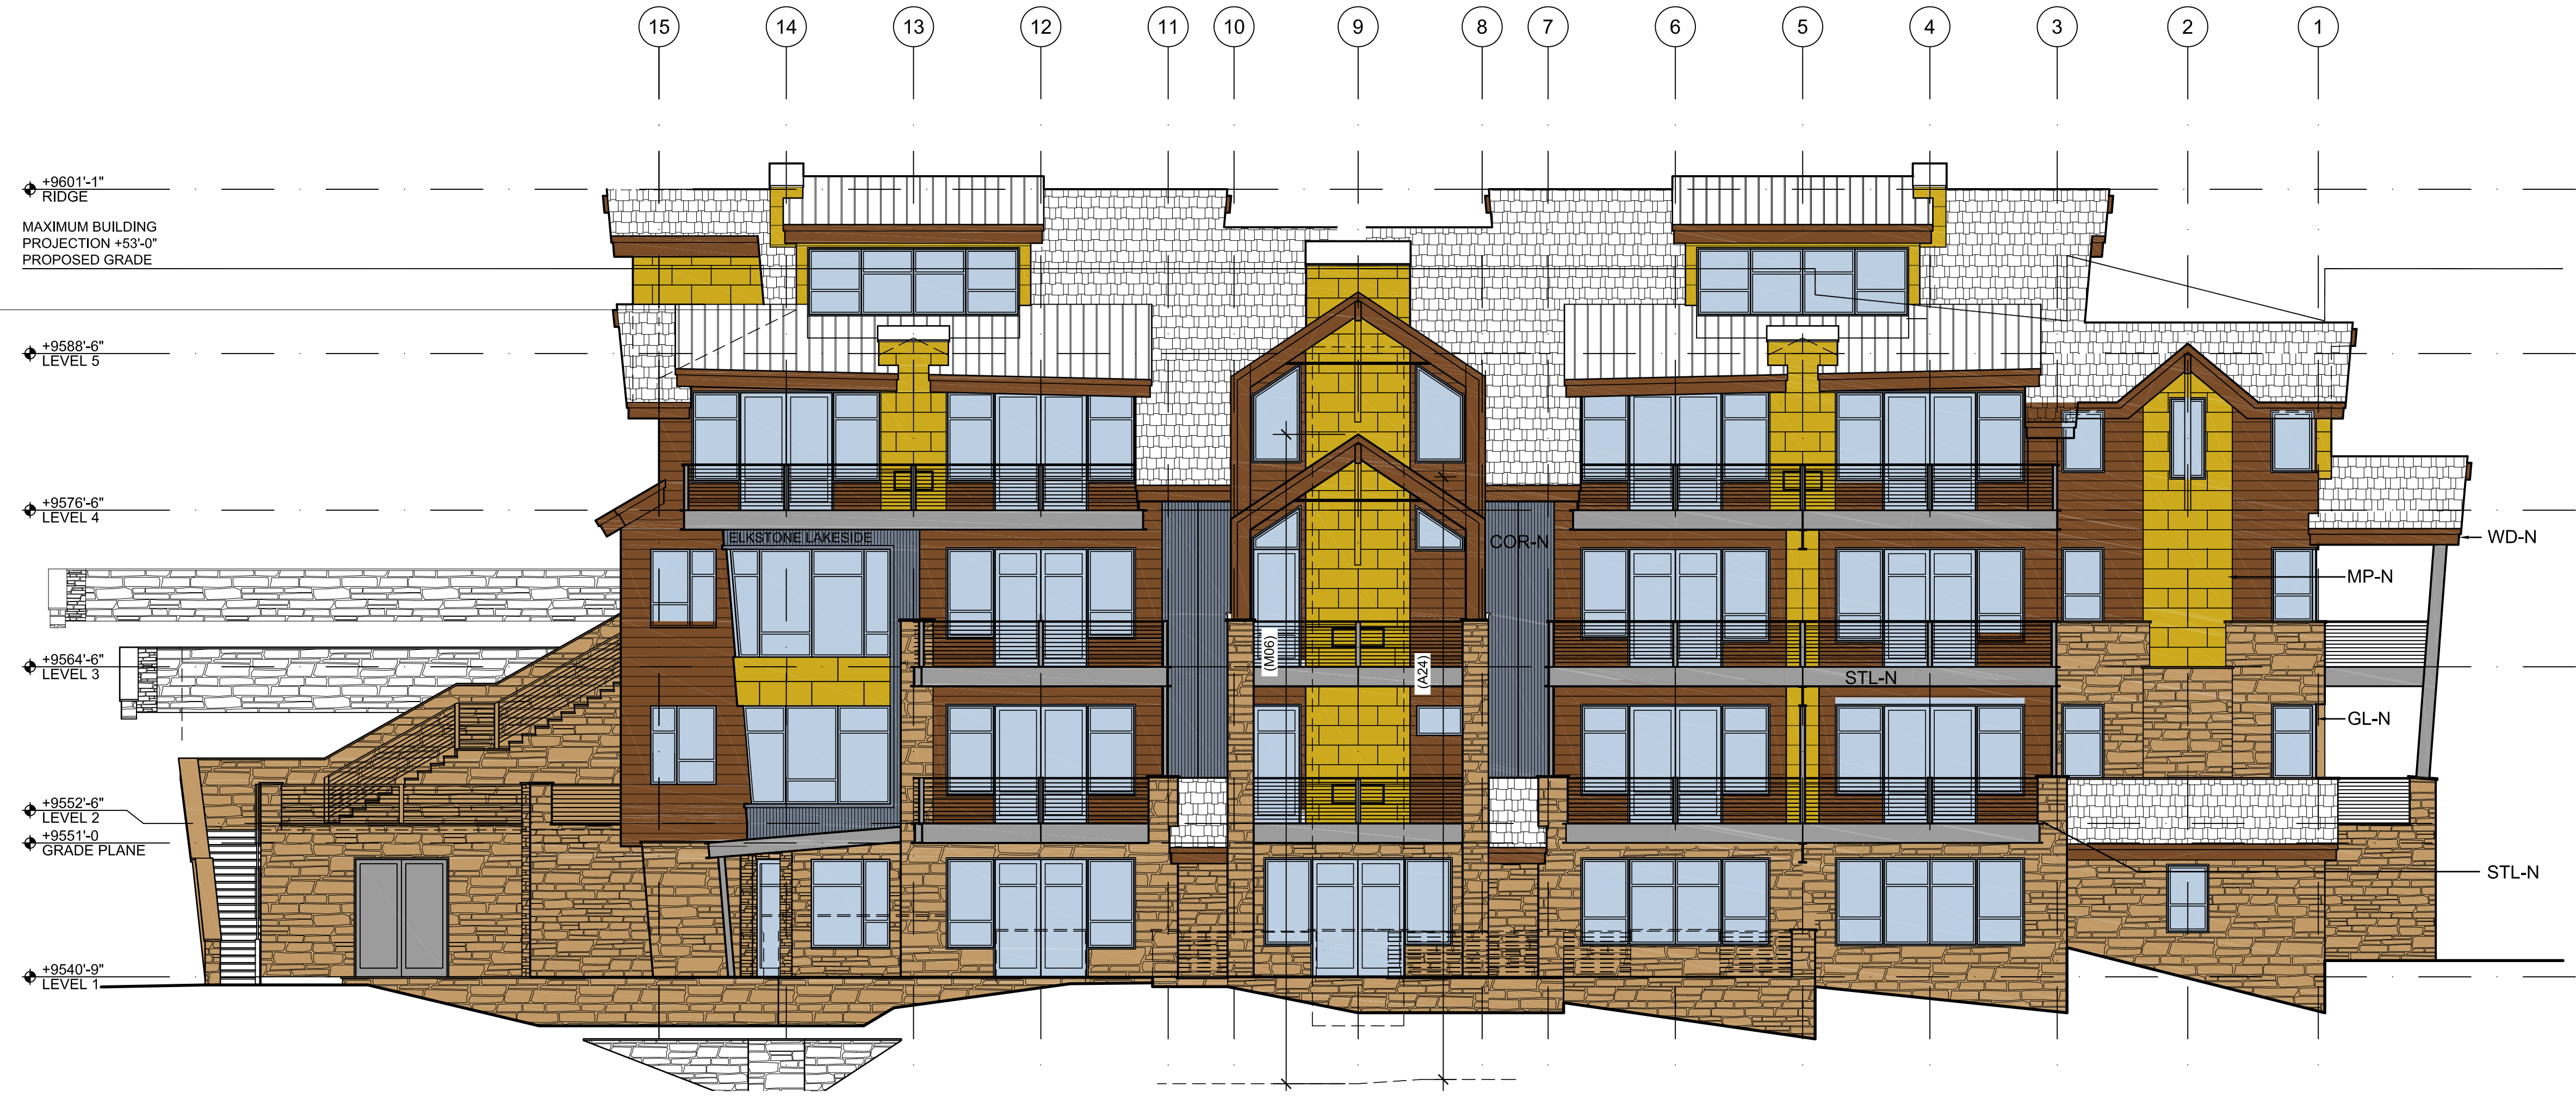 15 14 13 12 11 10 9 8 7 6 5 4 3 2 1
+9601'-1"
RIDGE
MAXIMUM BUILDING
PROJECTION +53'-0"
PROPOSED GRADE
+9588'-6"
LEVEL 5
+9576'-6"
LEVEL 4
ELKSTONE LAKESIDE
COR-N
WD-N
MP-N
(M06)
(A24)
+9564'-6"
LEVEL 3
STL-N
GL-N
+9552'-6"
LEVEL 2
+9551'-0
GRADE PLANE
STL-N
+9540'-9"
LEVEL 1